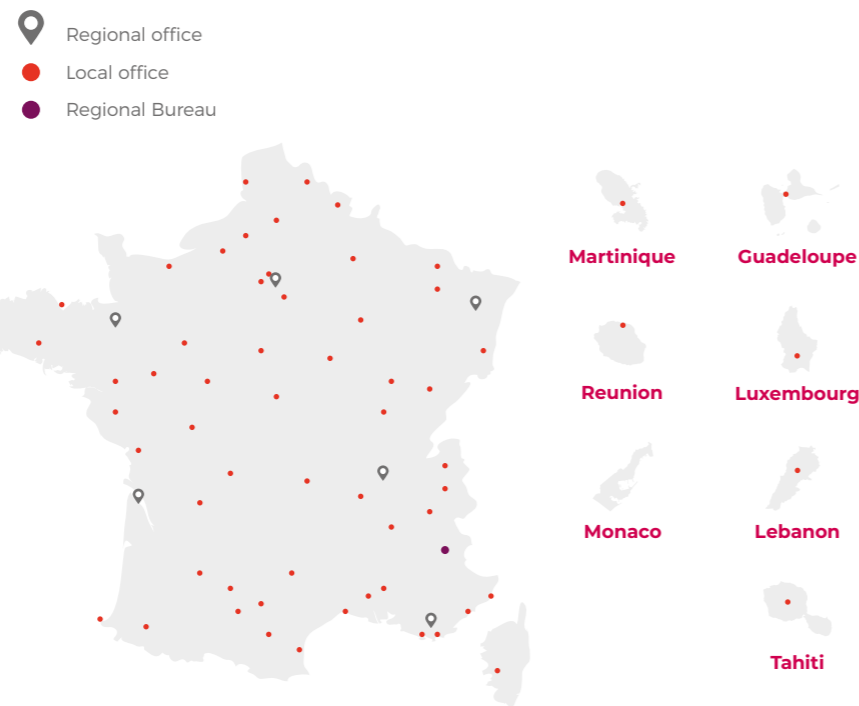 Regional office
Local office
Regional Bureau
Martinique
Guadeloupe
Reunion
Luxembourg
Monaco
Lebanon
Tahiti